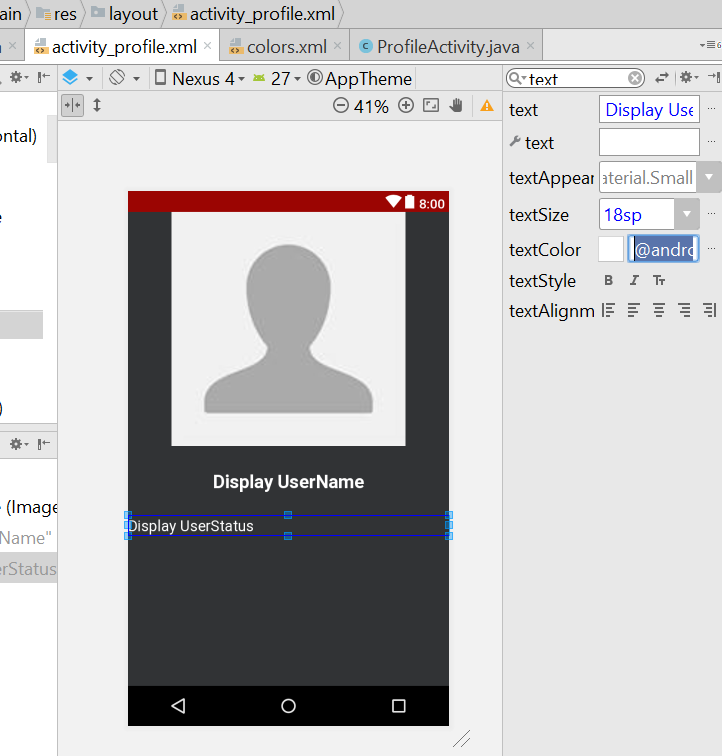 ain res layout activity_profile.xml
activity_profile.xml colors.xml ProfileActivity.java
Nexus 4 27 AppTheme
text
41%
text Display Use
text
ontal)
textAppear aterial.Small
textSize 18sp
textColor @andro
textStyle B I Tт
textAlignm
8:00
Display UserName
Display UserStatus
e (Image
Name"
erStatus